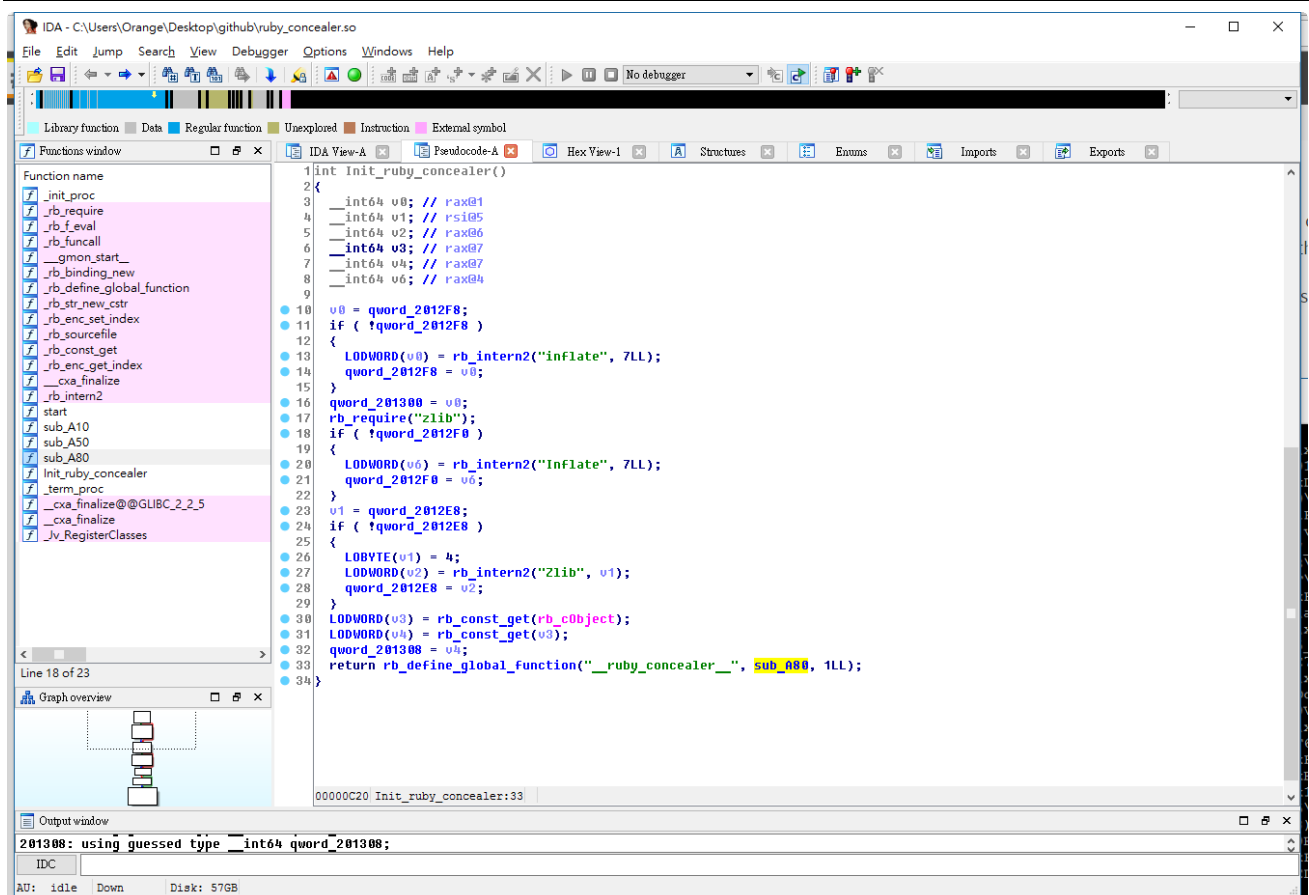 IDA - C:\Users\Orange\Desktop\github\ruby_concealer.so
File Edit Jump Search View Debugger Options Windows Help
No debugger
Library function Data Regular function Unexplored Instruction External symbol
Functions window
IDA View-A Pseudocode-A Hex View-1 Structures Enums Imports Exports
Function name
_init_proc
_rb_require
_rb_f_eval
_rb_funcall
__gmon_start__
_rb_binding_new
_rb_define_global_function
_rb_str_new_cstr
_rb_enc_set_index
_rb_sourcefile
_rb_const_get
_rb_enc_get_index
__cxa_finalize
_rb_intern2
start
sub_A10
sub_A50
sub_A80
Init_ruby_concealer
_term_proc
__cxa_finalize@@GLIBC_2_2_5
__cxa_finalize
_Jv_RegisterClasses
Line 18 of 23
Graph overview
1 int Init_ruby_concealer()
2 {
3 __int64 v0; // rax@1
4 __int64 v1; // rsi@5
5 __int64 v2; // rax@6
6 __int64 v3; // rax@7
7 __int64 v4; // rax@7
8 __int64 v6; // rax@4
9
10 v0 = qword_2012F8;
11 if ( !qword_2012F8 )
12 {
13 LODWORD(v0) = rb_intern2("inflate", 7LL);
14 qword_2012F8 = v0;
15 }
16 qword_201300 = v0;
17 rb_require("zlib");
18 if ( !qword_2012F0 )
19 {
20 LODWORD(v6) = rb_intern2("Inflate", 7LL);
21 qword_2012F0 = v6;
22 }
23 v1 = qword_2012E8;
24 if ( !qword_2012E8 )
25 {
26 LOBYTE(v1) = 4;
27 LODWORD(v2) = rb_intern2("Zlib", v1);
28 qword_2012E8 = v2;
29 }
30 LODWORD(v3) = rb_const_get(rb_cObject);
31 LODWORD(v4) = rb_const_get(v3);
32 qword_201308 = v4;
33 return rb_define_global_function("__ruby_concealer__", sub_A80, 1LL);
34 }
00000C20 Init_ruby_concealer:33
Output window
201308: using guessed type __int64 qword_201308;
IDC
AU: idle Down Disk: 57GB